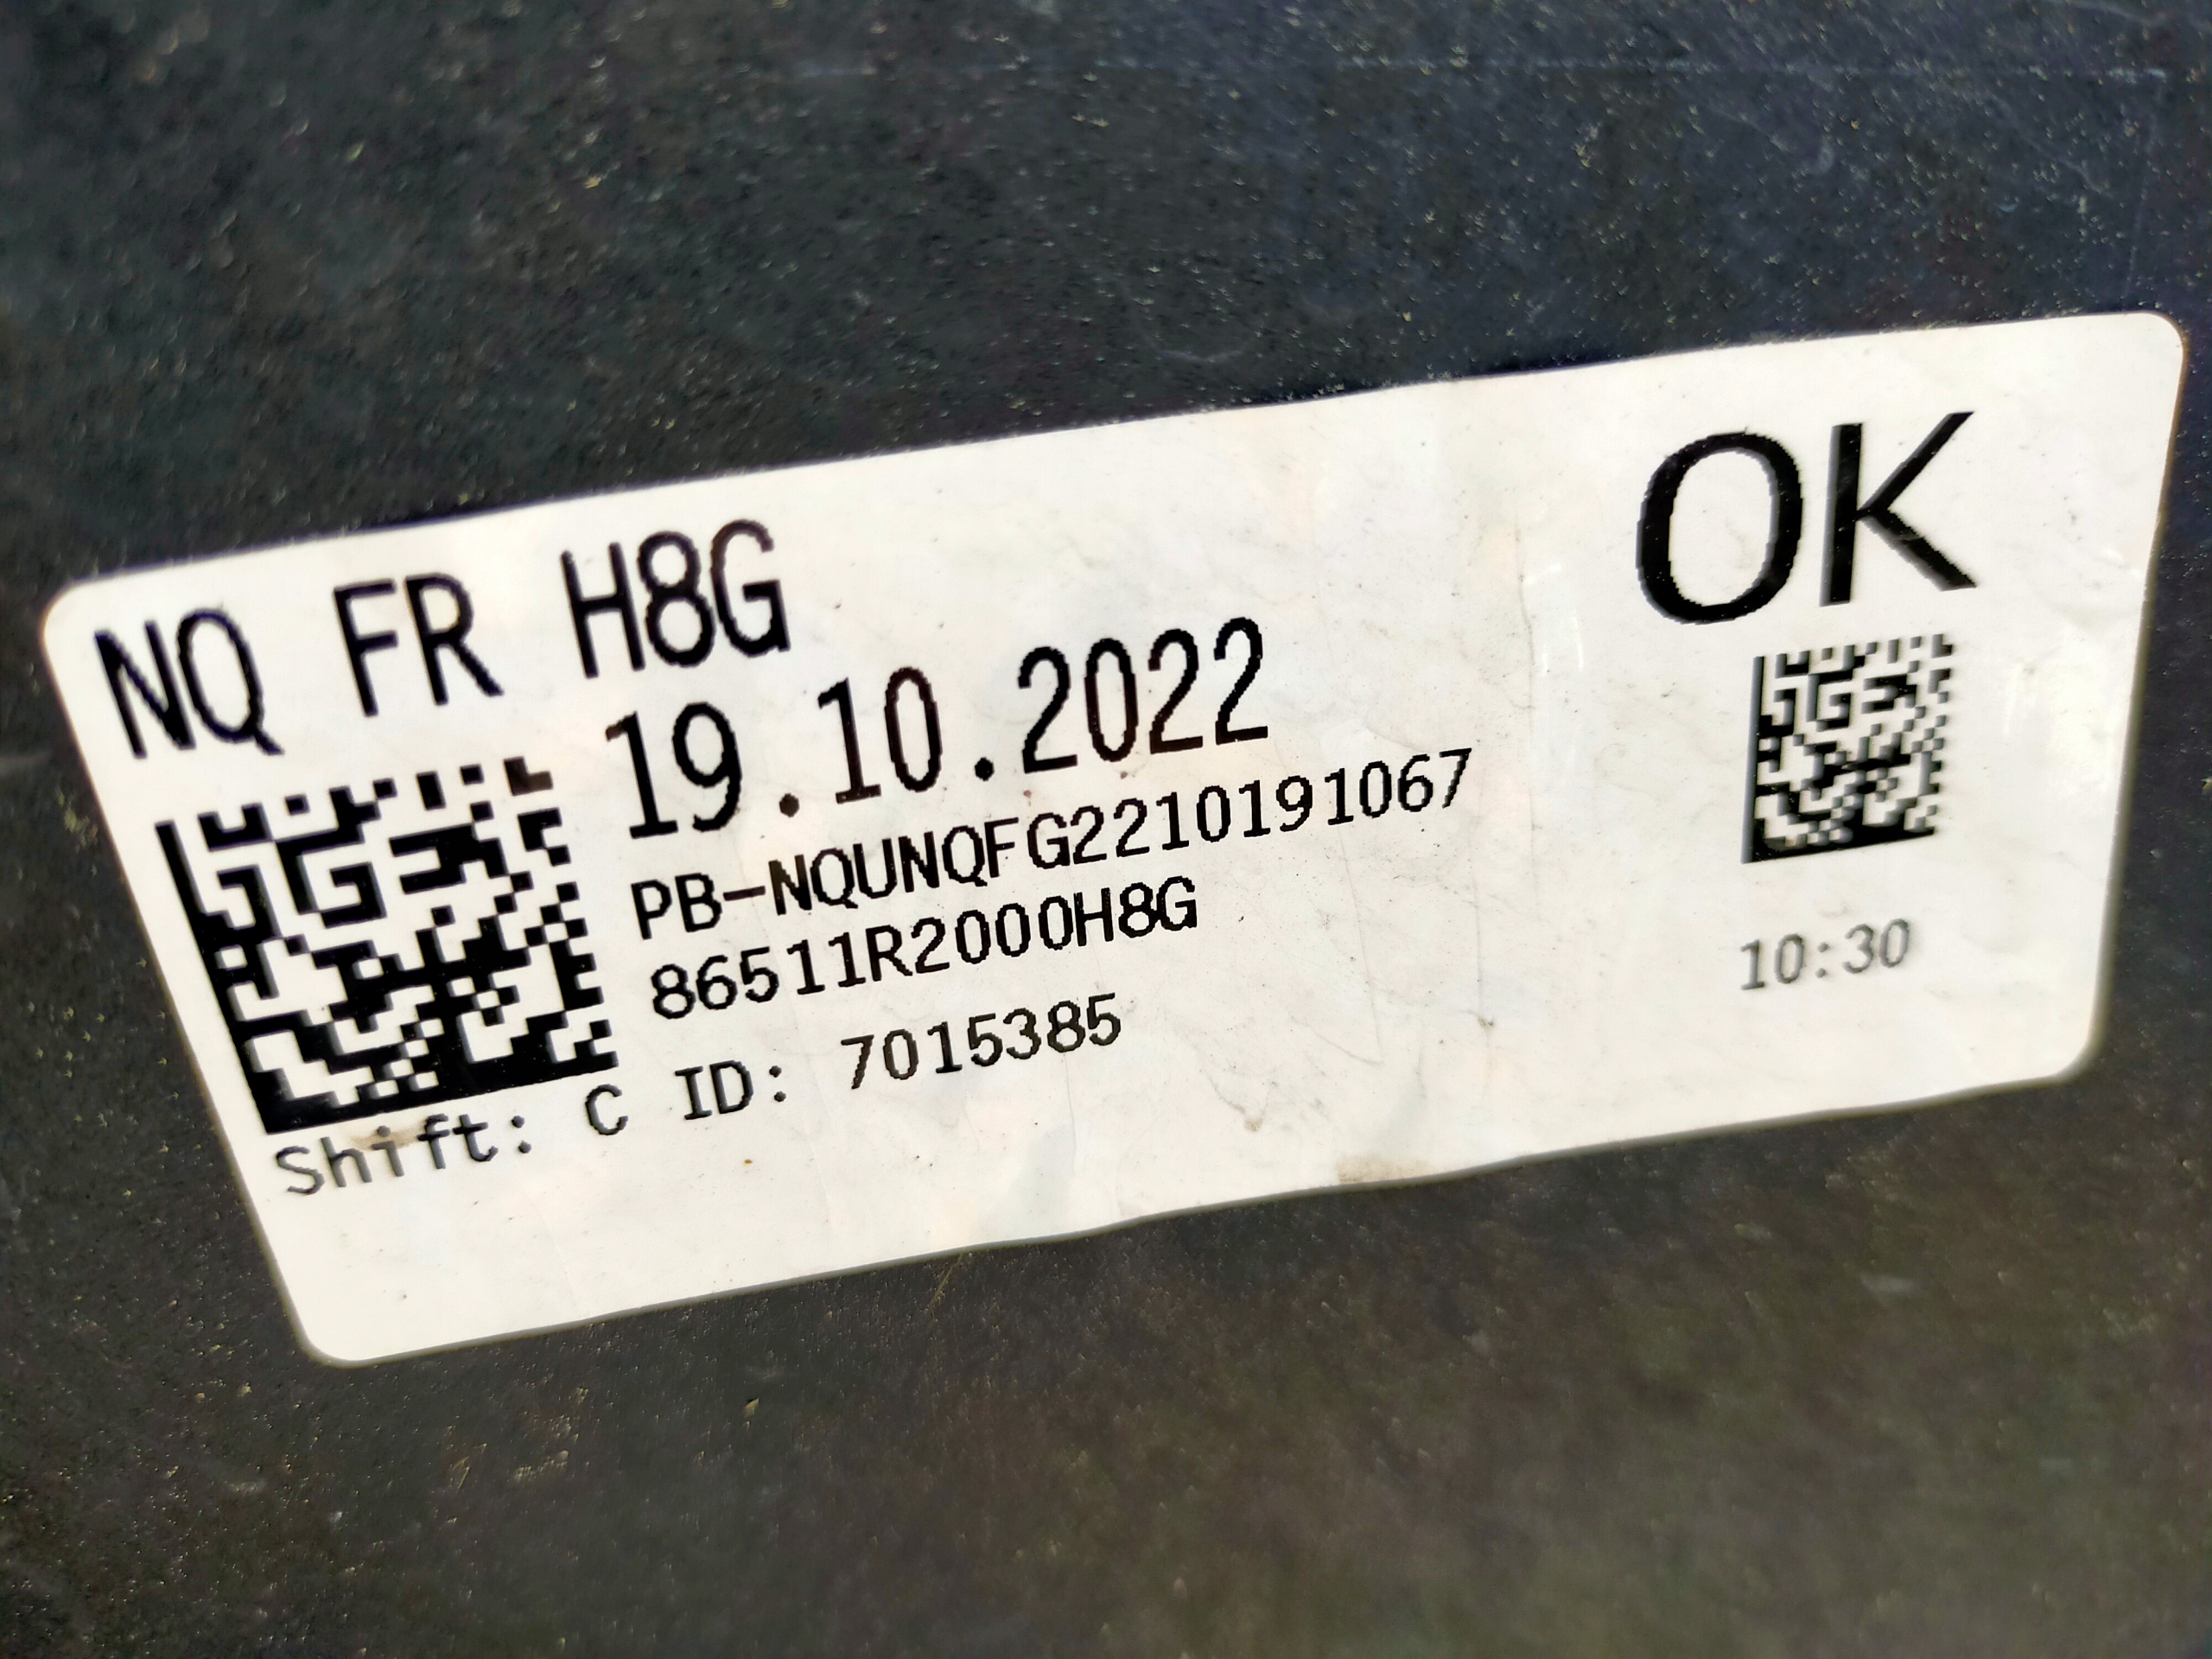 NQ FR H8G
OK
19.10.2022
PB-NQUNQFG2210191067
86511R2000H8G
10:30
Shift: C ID: 7015385